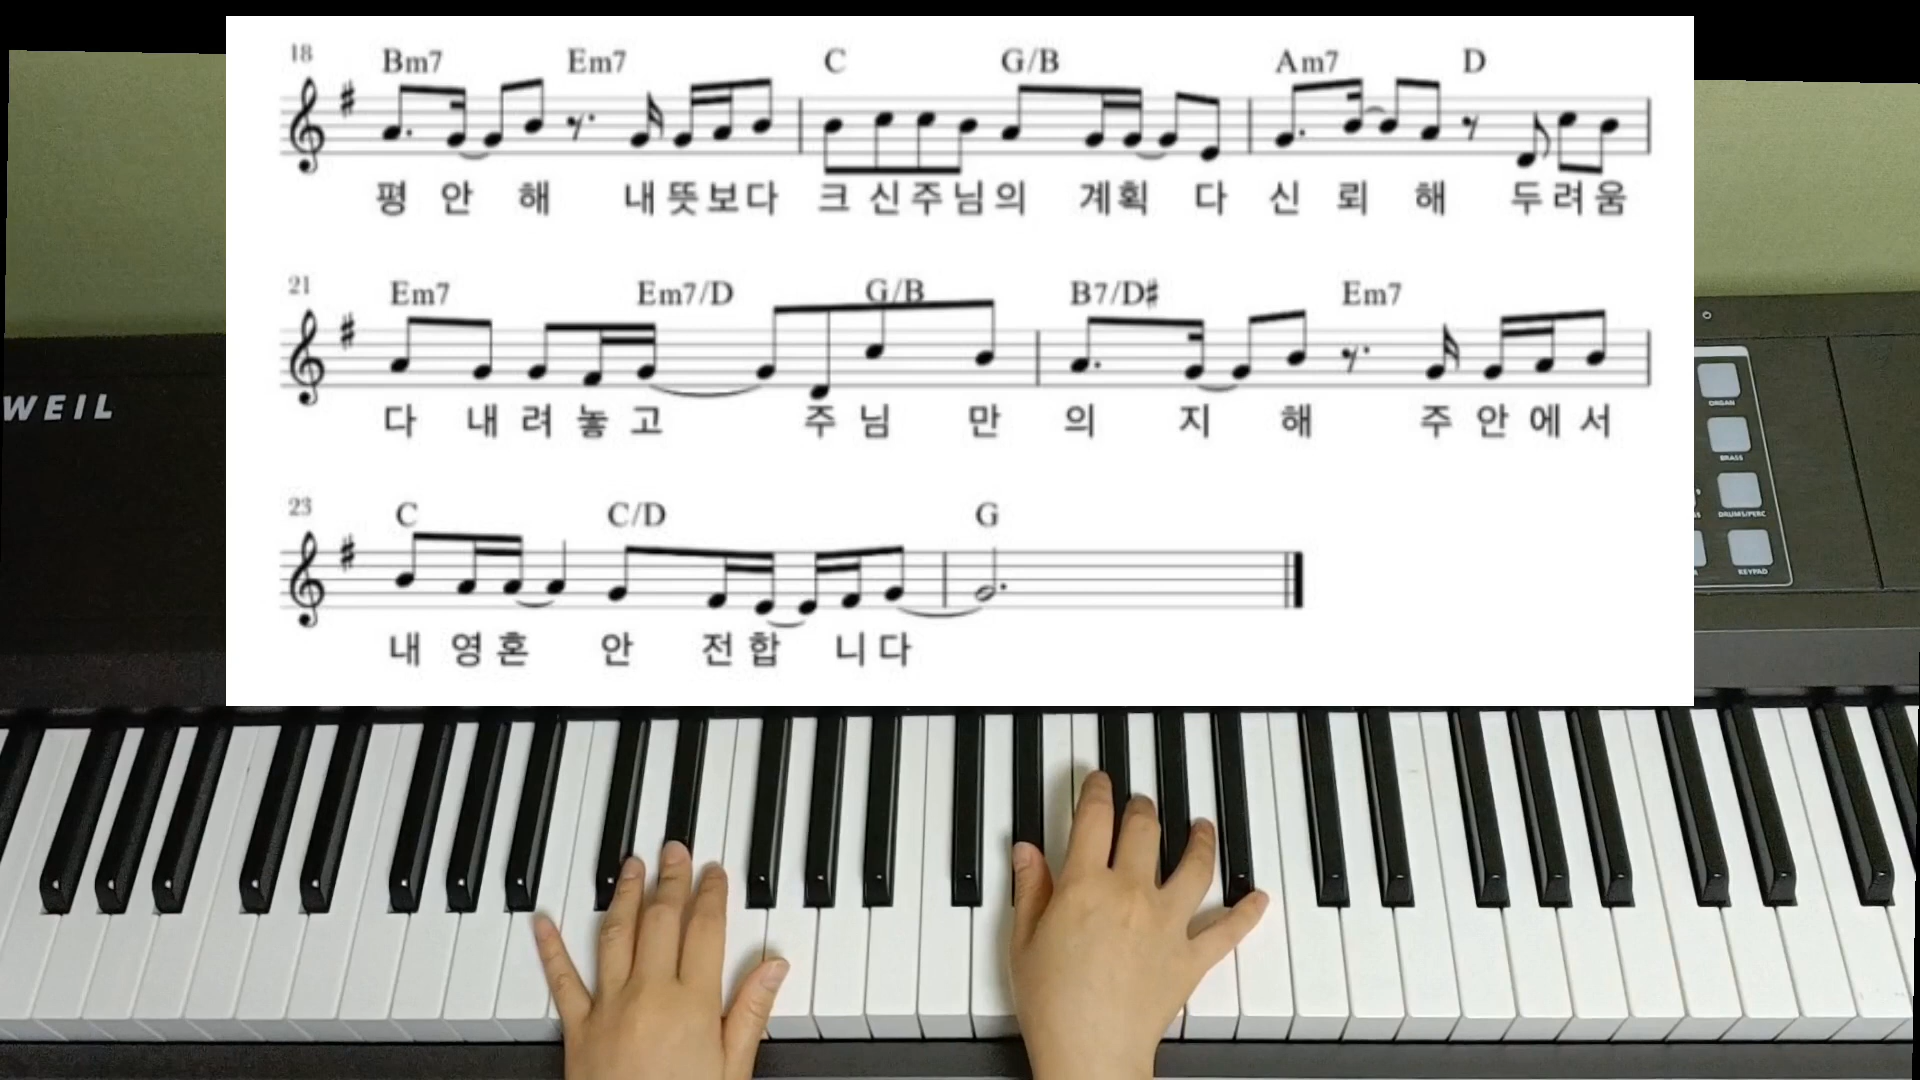 18 Bm7 Em7 C G/B Am7 D
평 안 해 내 뜻 보 다 크 신 주 님 의 계 획 다 신 뢰 해 두 려 움
21 Em7 Em7/D G/B B7/D# Em7
다 내 려 놓 고 주 님 만 의 지 해 주 안 에 서
23 C C/D G
내 영 혼 안 전 합 니 다
WEIL
ORGAN
BRASS
DRUMS/PERC
KEYPAD